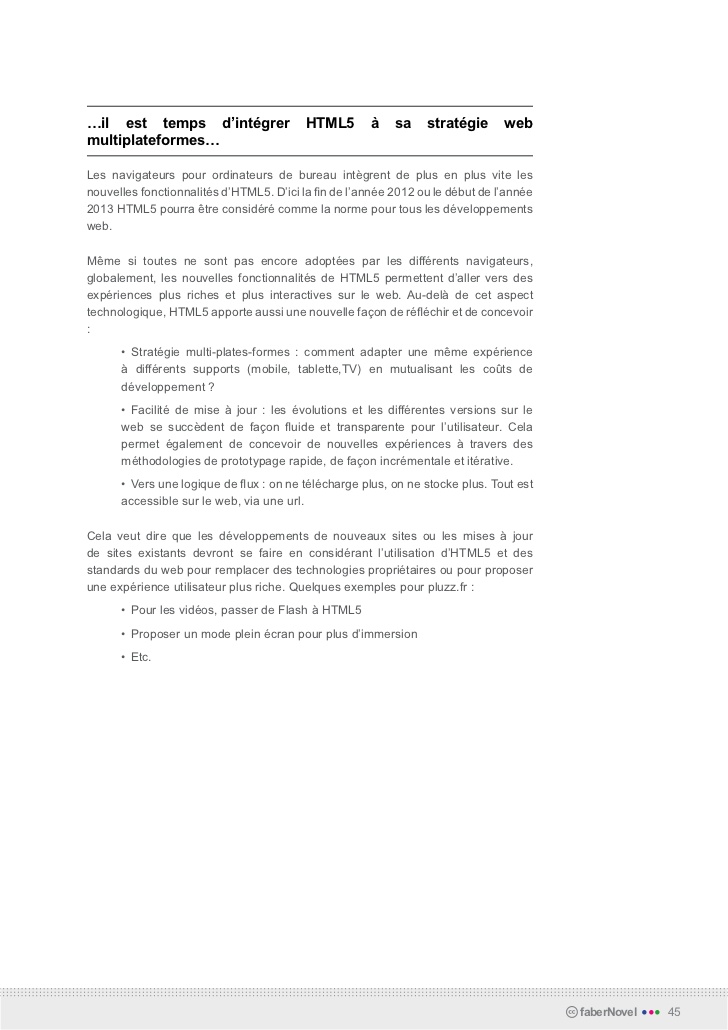 …il est temps d’intégrer HTML5 à sa stratégie web
multiplateformes…
Les navigateurs pour ordinateurs de bureau intègrent de plus en plus vite les
nouvelles fonctionnalités d’HTML5. D’ici la fin de l’année 2012 ou le début de l’année
2013 HTML5 pourra être considéré comme la norme pour tous les développements
web.
Même si toutes ne sont pas encore adoptées par les différents navigateurs,
globalement, les nouvelles fonctionnalités de HTML5 permettent d’aller vers des
expériences plus riches et plus interactives sur le web. Au-delà de cet aspect
technologique, HTML5 apporte aussi une nouvelle façon de réfléchir et de concevoir
:
• Stratégie multi-plates-formes : comment adapter une même expérience
à différents supports (mobile, tablette,TV) en mutualisant les coûts de
développement ?
• Facilité de mise à jour : les évolutions et les différentes versions sur le
web se succèdent de façon fluide et transparente pour l’utilisateur. Cela
permet également de concevoir de nouvelles expériences à travers des
méthodologies de prototypage rapide, de façon incrémentale et itérative.
• Vers une logique de flux : on ne télécharge plus, on ne stocke plus. Tout est
accessible sur le web, via une url.
Cela veut dire que les développements de nouveaux sites ou les mises à jour
de sites existants devront se faire en considérant l’utilisation d’HTML5 et des
standards du web pour remplacer des technologies propriétaires ou pour proposer
une expérience utilisateur plus riche. Quelques exemples pour pluzz.fr :
• Pour les vidéos, passer de Flash à HTML5
• Proposer un mode plein écran pour plus d’immersion
• Etc.
cc faberNovel ••• 45